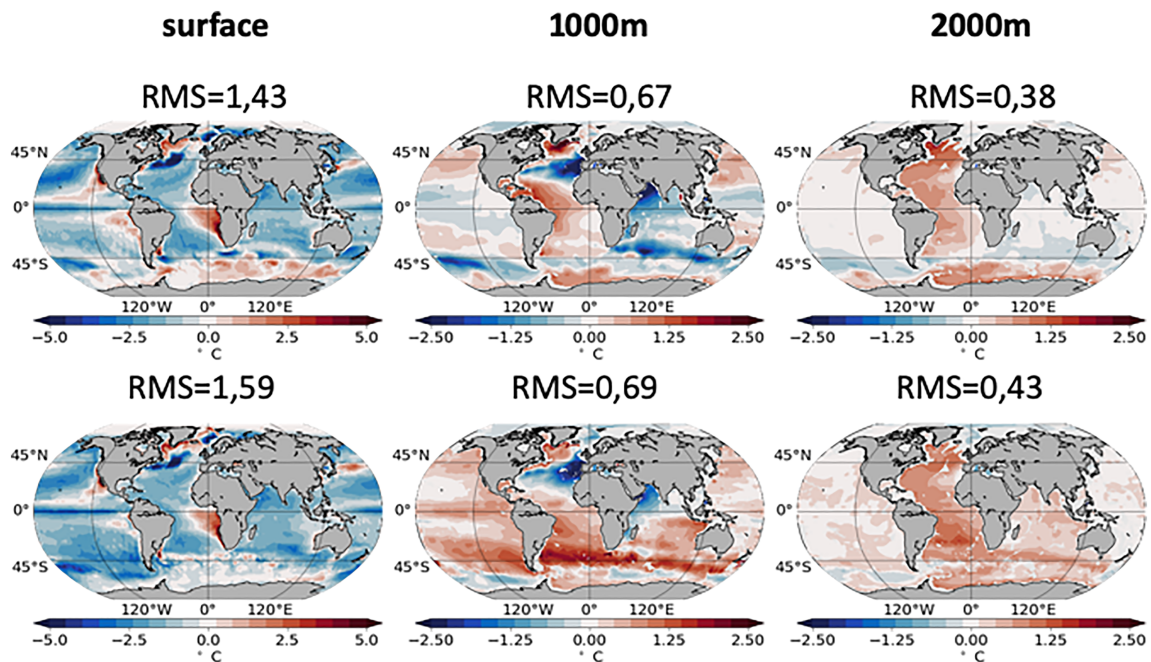 surface 1000m 2000m
RMS=1,43 RMS=0,67 RMS=0,38
45°N 45°N 45°N
0° 0° 0°
45°S 45°S 45°S
120°W 0° 120°E 120°W 0° 120°E 120°W 0° 120°E
−5.0 −2.5 0.0 2.5 5.0 −2.50 −1.25 0.00 1.25 2.50 −2.50 −1.25 0.00 1.25 2.50
° C ° C ° C
RMS=1,59 RMS=0,69 RMS=0,43
45°N 45°N 45°N
0° 0° 0°
45°S 45°S 45°S
120°W 0° 120°E 120°W 0° 120°E 120°W 0° 120°E
−5.0 −2.5 0.0 2.5 5.0 −2.50 −1.25 0.00 1.25 2.50 −2.50 −1.25 0.00 1.25 2.50
° C ° C ° C